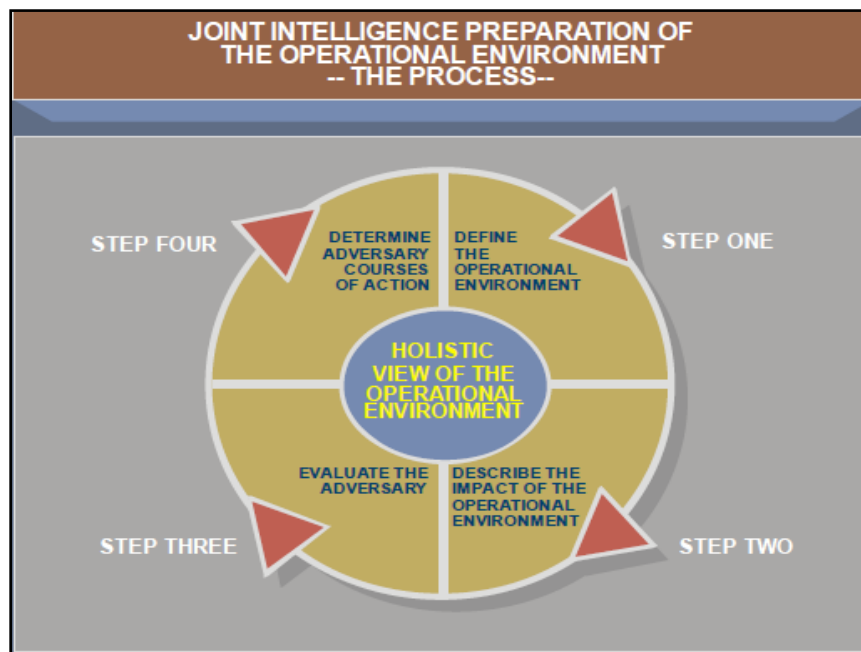 JOINT INTELLIGENCE PREPARATION OF
THE OPERATIONAL ENVIRONMENT
-- THE PROCESS--
STEP FOUR
DETERMINE
ADVERSARY
COURSES
OF ACTION
DEFINE
THE
OPERATIONAL
ENVIRONMENT
STEP ONE
HOLISTIC
VIEW OF THE
OPERATIONAL
ENVIRONMENT
EVALUATE THE
ADVERSARY
DESCRIBE THE
IMPACT OF THE
OPERATIONAL
ENVIRONMENT
STEP THREE
STEP TWO